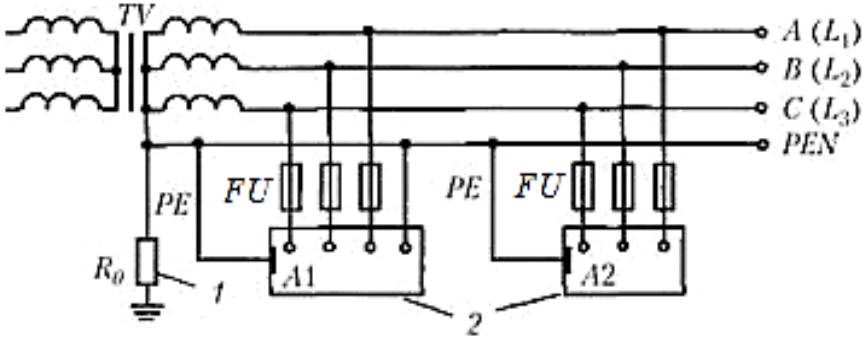 TV
A (L₁)
B (L₂)
C (L₃)
PEN
PE FU PE FU
R₀ 1 A1 A2
2